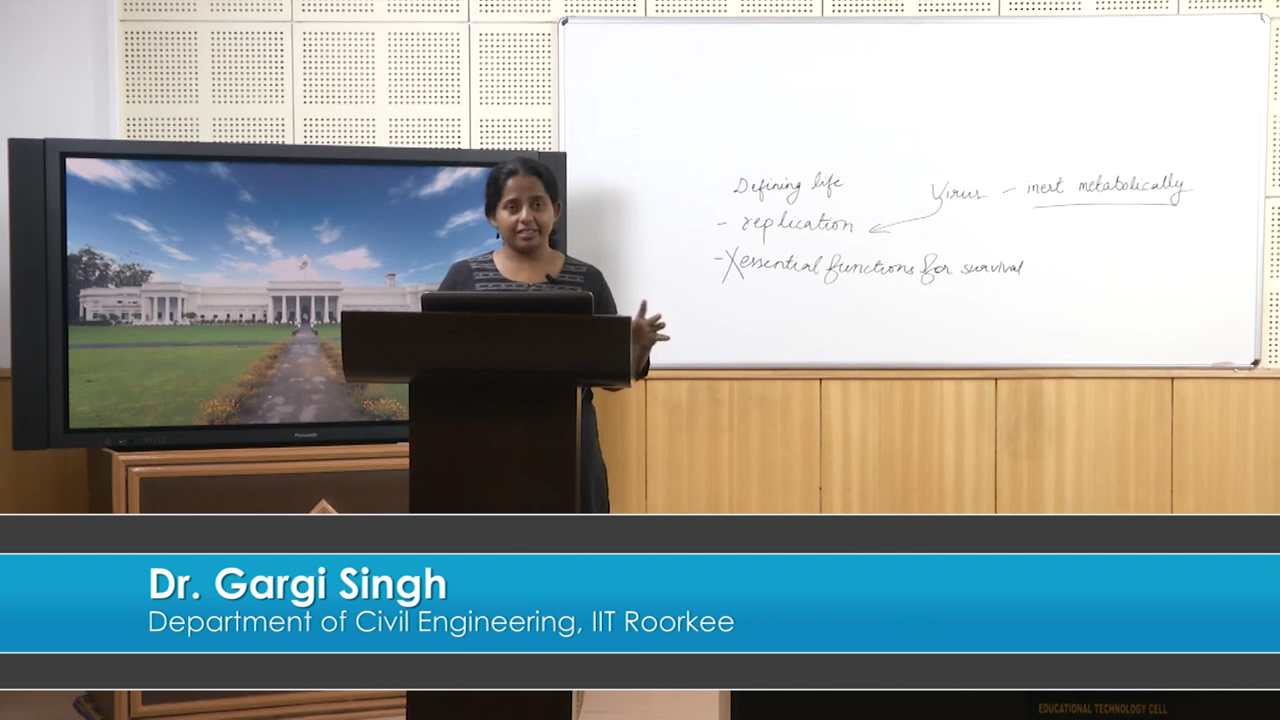 Defining life
- replication
Virus - inert metabolically
- essential functions for survival
Panasonic
Dr. Gargi Singh
Department of Civil Engineering, IIT Roorkee
EDUCATIONAL TECHNOLOGY CELL